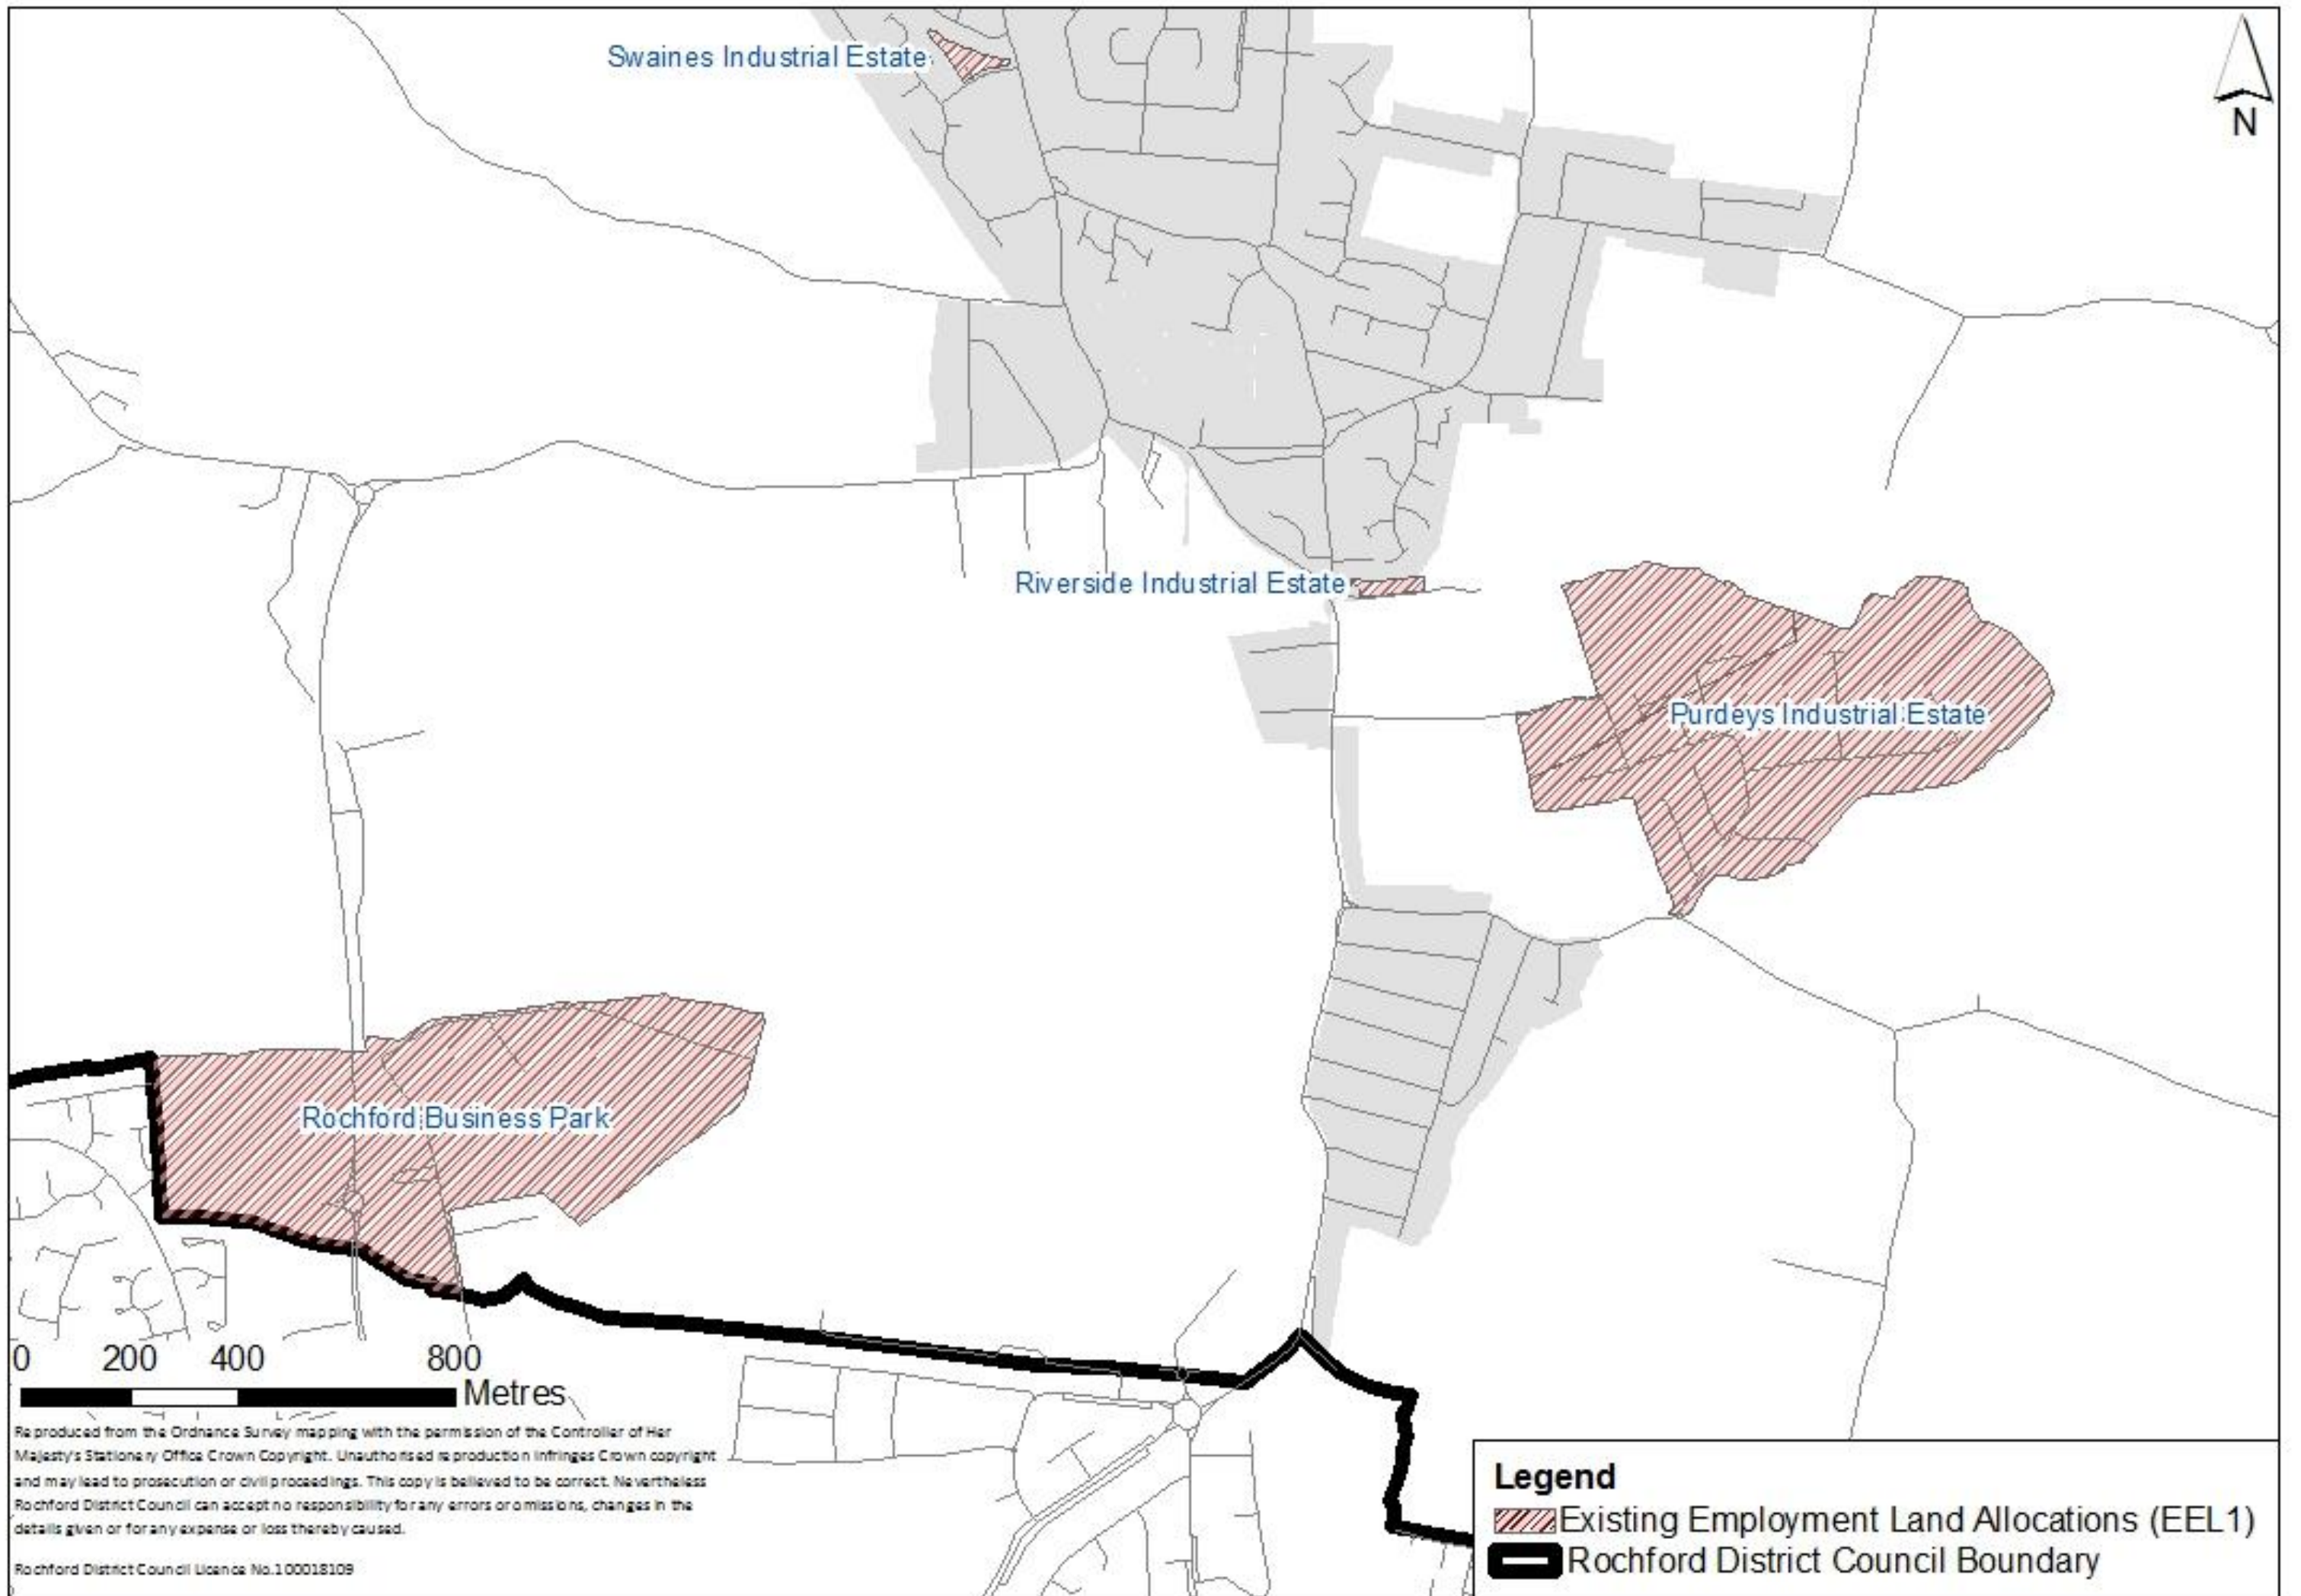 Swaines Industrial Estate
N
Riverside Industrial Estate
Purdeys Industrial Estate
Rochford Business Park
0 200 400 800
Metres
Reproduced from the Ordnance Survey mapping with the permission of the Controller of Her
Majesty's Stationery Office Crown Copyright. Unauthorised reproduction infringes Crown copyright
and may lead to prosecution or civil proceedings. This copy is believed to be correct. Nevertheless
Rochford District Council can accept no responsibility for any errors or omissions, changes in the
details given or for any expense or loss thereby caused.
Rochford District Council Licence No.100018109
Legend
Existing Employment Land Allocations (EEL1)
Rochford District Council Boundary